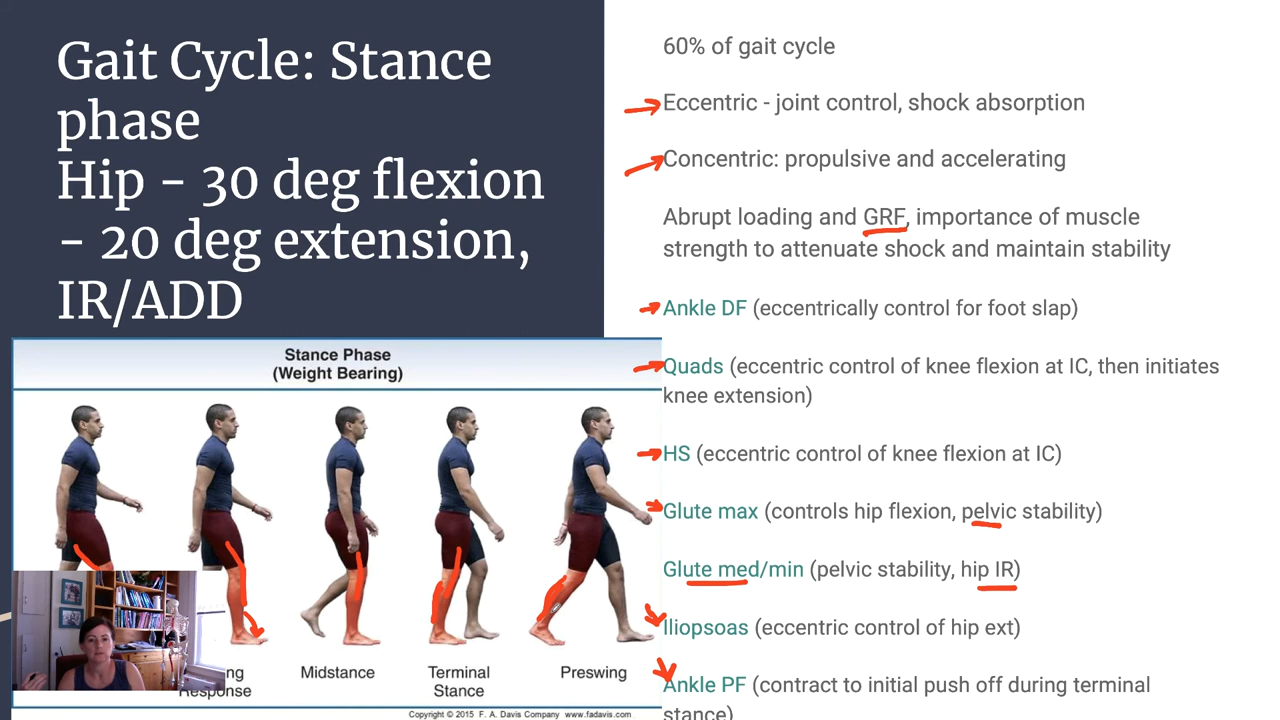 Gait Cycle: Stance
phase
Hip - 30 deg flexion
- 20 deg extension,
IR/ADD
60% of gait cycle
Eccentric - joint control, shock absorption
Concentric: propulsive and accelerating
Abrupt loading and GRF, importance of muscle
strength to attenuate shock and maintain stability
Ankle DF (eccentrically control for foot slap)
Quads (eccentric control of knee flexion at IC, then initiates
knee extension)
HS (eccentric control of knee flexion at IC)
Glute max (controls hip flexion, pelvic stability)
Glute med/min (pelvic stability, hip IR)
Iliopsoas (eccentric control of hip ext)
Ankle PF (contract to initial push off during terminal
stance)
Stance Phase
(Weight Bearing)
ng
Response
Midstance
Terminal
Stance
Preswing
Copyright © 2015 F. A. Davis Company www.fadavis.com